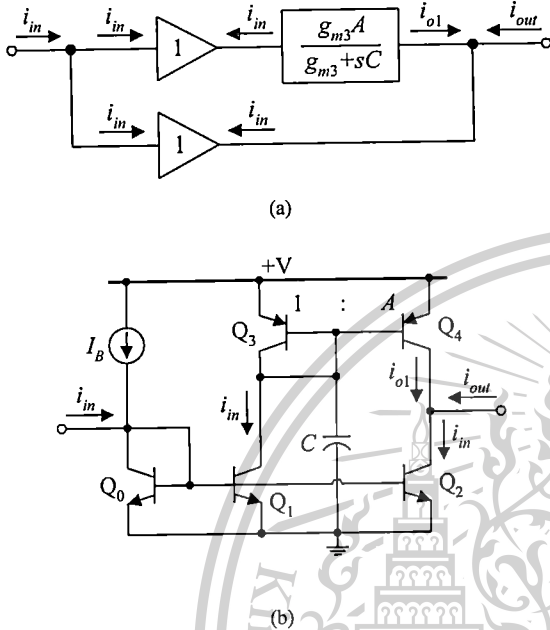 i_in i_in i_in g_m3 A i_o1 i_out
1
g_m3 + sC
i_in i_in
1
(a)
+V
1 : A
Q_3 Q_4
I_B
i_o1 i_out
i_in i_in i_in
C
Q_0 Q_1 Q_2
(b)